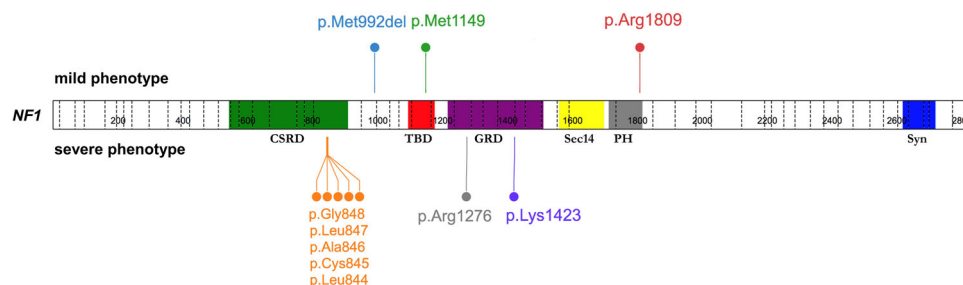 p.Met992del p.Met1149 p.Arg1809
mild phenotype
NF1
200 400 600 800 1000 1200 1400 1600 1800 2000 2200 2400 2600 280
CSRD TBD GRD Sec14 PH Syn
severe phenotype
p.Gly848 p.Arg1276 p.Lys1423
p.Leu847
p.Ala846
p.Cys845
p.Leu844